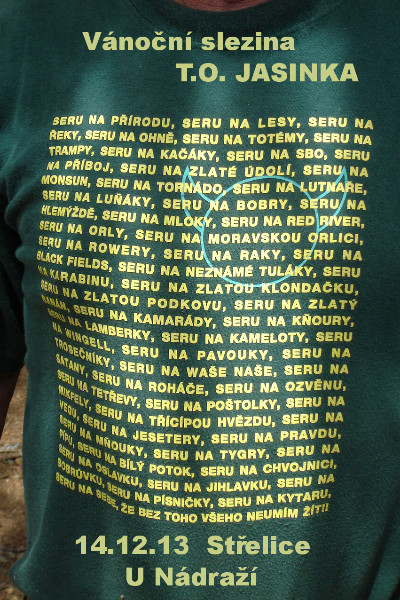 Vánoční slezina
T.O. JASINKA
SERU NA PŘÍRODU, SERU NA LESY, SERU NA
ŘEKY, SERU NA OHNĚ, SERU NA TOTÉMY, SERU NA
TRAMPY, SERU NA KAČÁKY, SERU NA SBO, SERU
NA PŘÍBOJ, SERU NA ZLATÉ ÚDOLÍ, SERU NA
MONSUN, SERU NA TORNÁDO, SERU NA LUTNAŘE,
SERU NA LUŇÁKY, SERU NA BOBRY, SERU NA
HLEMÝŽDĚ, SERU NA MLOKY, SERU NA RED RIVER,
SERU NA ORLY, SERU NA MORAVSKOU ORLICI,
SERU NA ROWERY, SERU NA RAKY, SERU NA
BLACK FIELDS, SERU NA NEZNÁMÉ TULÁKY, SERU
NA KARABINU, SERU NA ZLATOU KLONDAČKU,
SERU NA ZLATOU PODKOVU, SERU NA ZLATÝ
KAŇÁM, SERU NA KAMARÁDY, SERU NA KŇOURY,
SERU NA LAMBERKY, SERU NA KAMELOTY, SERU
NA WINGELL, SERU NA PAVOUKY, SERU NA
TROSEČNÍKY, SERU NA WAŠE NAŠE, SERU NA
SATANY, SERU NA ROHÁČE, SERU NA OZVĚNU,
SERU NA TETŘEVY, SERU NA POŠTOLKY, SERU NA
MIKFELY, SERU NA TŘÍCÍPOU HVĚZDU, SERU NA
VEDU, SERU NA JESETERY, SERU NA PRAVDU,
SERU NA MŇOUKY, SERU NA TYGRY, SERU NA
PÍPU, SERU NA BÍLÝ POTOK, SERU NA CHVOJNICI,
SERU NA OSLAVKU, SERU NA JIHLAVKU, SERU NA
BOBRŮVKU, SERU NA PÍSNIČKY, SERU NA KYTARU,
SERU NA SEBE, ŽE BEZ TOHO VŠEHO NEUMÍM ŽÍT!!
14.12.13 Střelice
U Nádraží